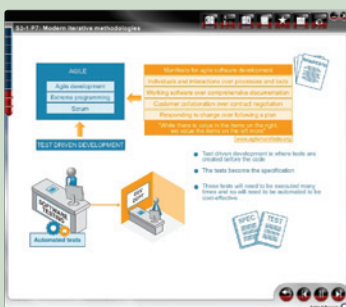 S3-1 P7: Modern iterative methodologies
AGILE
Agile development
Extreme programming
Scrum
TEST DRIVEN DEVELOPMENT
Manifesto for agile software development
Individuals and interactions over processes and tools
Working software over comprehensive documentation
Customer collaboration over contract negotiation
Responding to change over following a plan
"While there is value in the items on the right,
we value the items on the left more"
www.agilemanifesto.org
Test driven development is where tests are
created before the code
The tests become the specification
These tests will need to be executed many
times and so will need to be automated to be
cost-effective
SOFTWARE
TESTING
Automated tests
SPEC
TEST